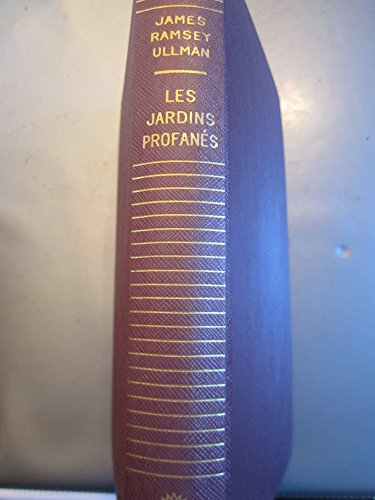 JAMES
RAMSEY
ULLMAN
LES
JARDINS
PROFANÉS